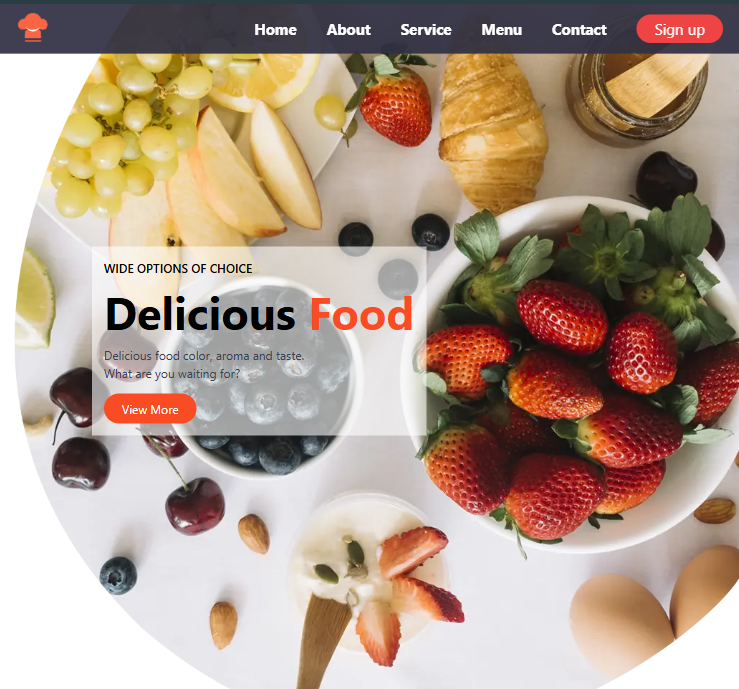 Home About Service Menu Contact Sign up
WIDE OPTIONS OF CHOICE
Delicious Food
Delicious food color, aroma and taste.
What are you waiting for?
View More